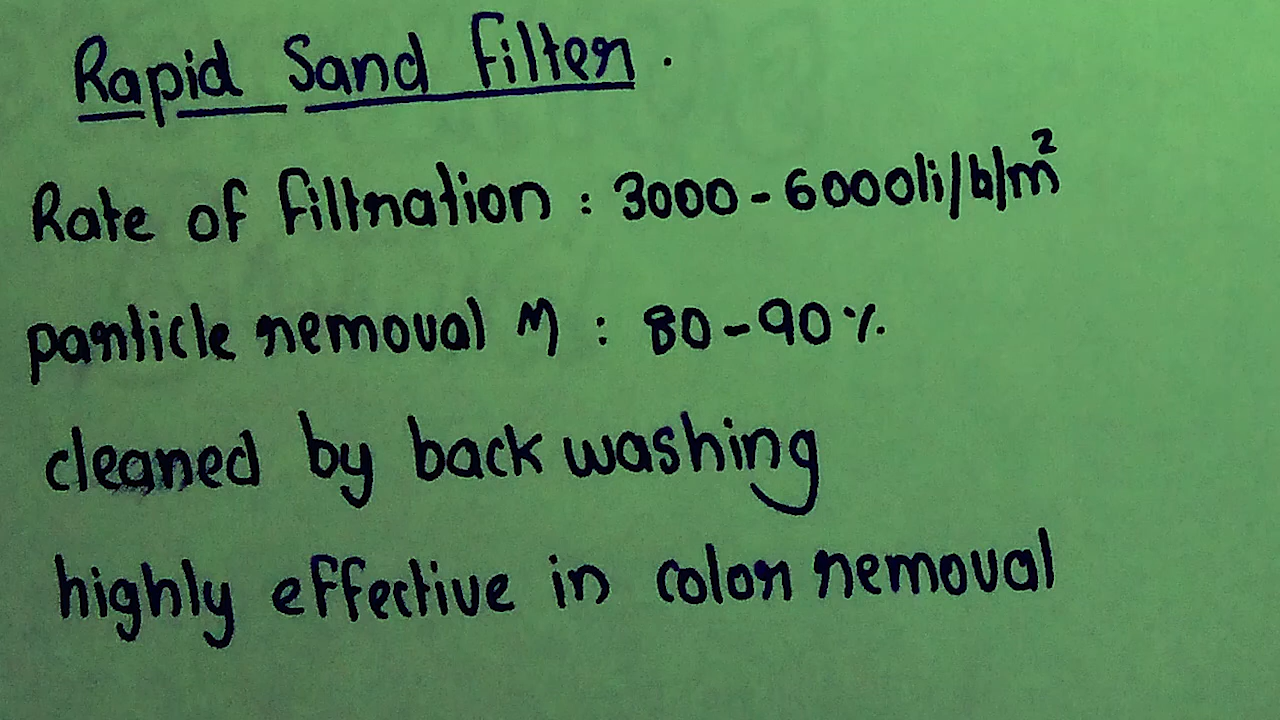 Rapid Sand Filter.
Rate of filtration : 3000-6000li/h/m²
particle removal η : 80-90%
cleaned by back washing
highly effective in color removal